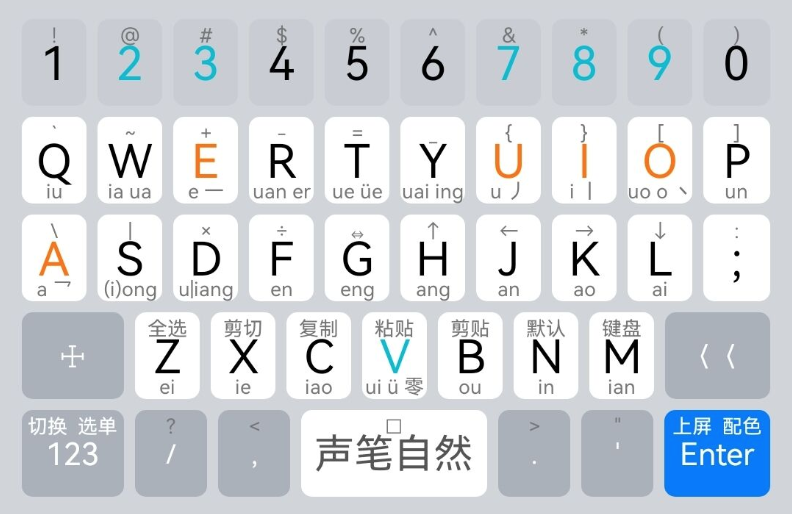 ! @ # $ % ^ & * ( )
1 2 3 4 5 6 7 8 9 0
` ~ + - = _ { } [ ]
Q W E R T Y U I O P
iu ia ua e ㇐ uan er ue üe uai ing u 丿 i 丨 uo o 丶 un
\ | × ÷ ⇔ ↑ ← → ↓ :
A S D F G H J K L ;
a 乛 (i)ong u|iang en eng ang an ao ai
全选 剪切 复制 粘贴 剪贴 默认 键盘
Z X C V B N M 〈〈
ei ie iao ui ü 零 ou in ian
切换 选单 ? < □ > " 上屏 配色
123 / , 声笔自然 . ' Enter